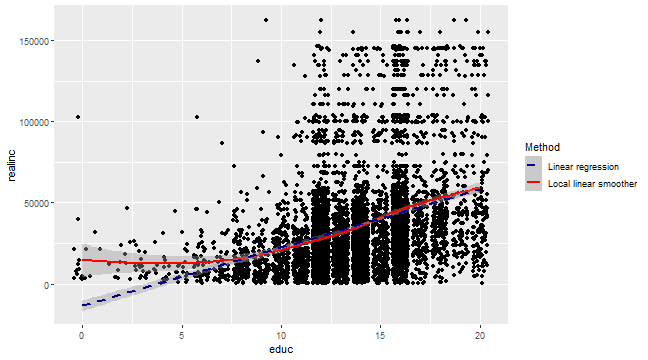 150000
100000
50000
0
realinc
0
5
10
15
20
educ
Method
Linear regression
Local linear smoother